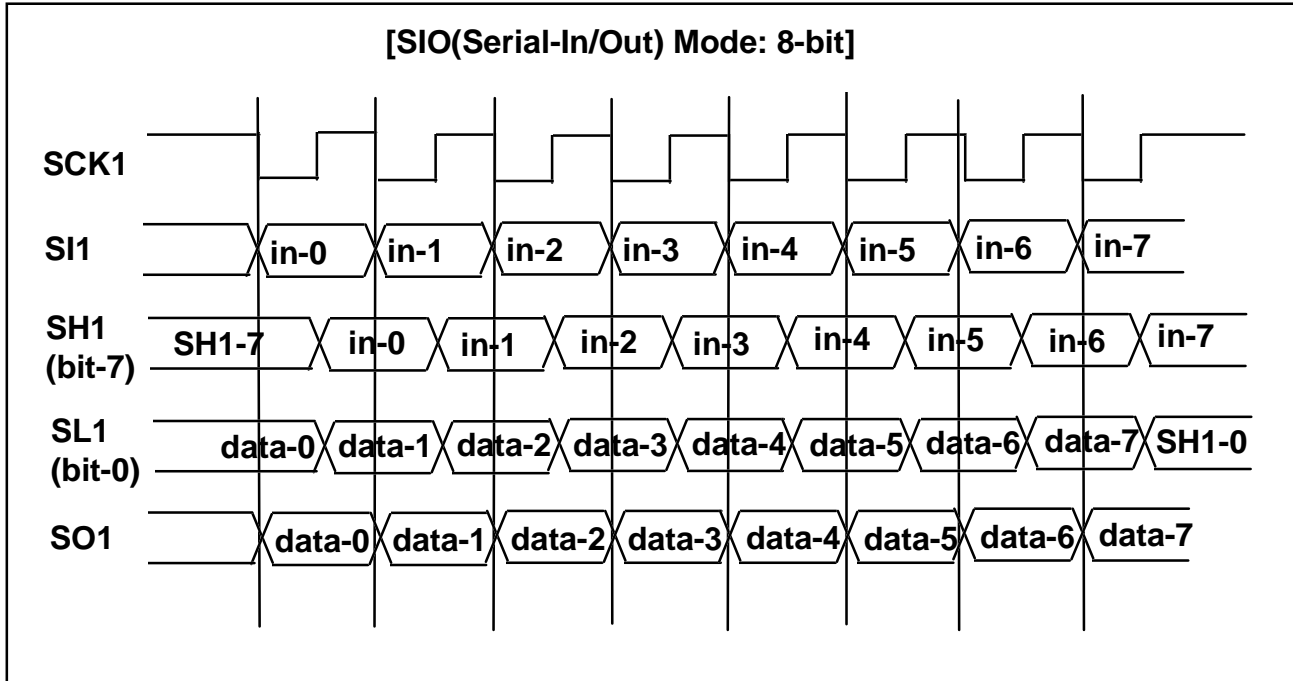 [SIO(Serial-In/Out) Mode: 8-bit]
SCK1
SI1
in-0 in-1 in-2 in-3 in-4 in-5 in-6 in-7
SH1
(bit-7)
SH1-7 in-0 in-1 in-2 in-3 in-4 in-5 in-6 in-7
SL1
(bit-0)
data-0 data-1 data-2 data-3 data-4 data-5 data-6 data-7 SH1-0
SO1
data-0 data-1 data-2 data-3 data-4 data-5 data-6 data-7